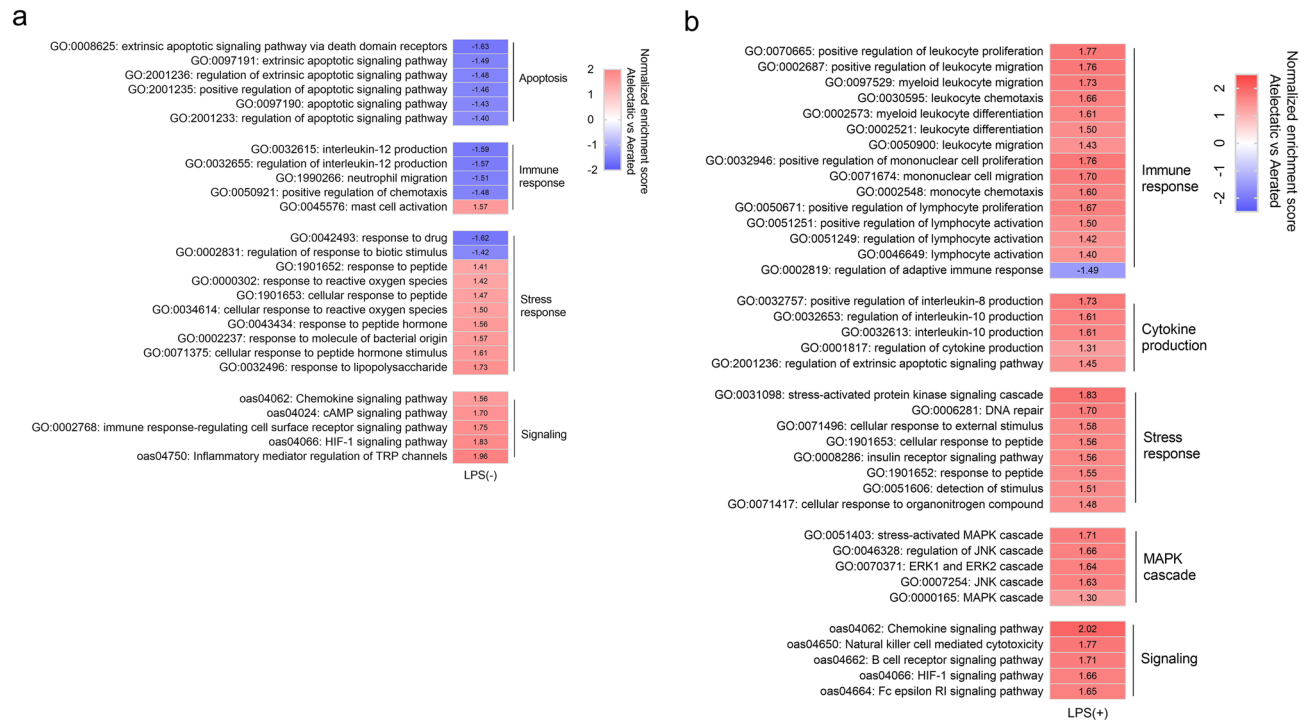 a
GO:0008625: extrinsic apoptotic signaling pathway via death domain receptors -1.63
GO:0097191: extrinsic apoptotic signaling pathway -1.49
GO:2001236: regulation of extrinsic apoptotic signaling pathway -1.48
GO:2001235: positive regulation of apoptotic signaling pathway -1.46
GO:0097190: apoptotic signaling pathway -1.43
GO:2001233: regulation of apoptotic signaling pathway -1.40
Apoptosis
GO:0032615: interleukin-12 production -1.59
GO:0032655: regulation of interleukin-12 production -1.57
GO:1990266: neutrophil migration -1.51
GO:0050921: positive regulation of chemotaxis -1.48
GO:0045576: mast cell activation 1.57
Immune
response
GO:0042493: response to drug -1.62
GO:0002831: regulation of response to biotic stimulus -1.42
GO:1901652: response to peptide 1.41
GO:0000302: response to reactive oxygen species 1.42
GO:1901653: cellular response to peptide 1.47
GO:0034614: cellular response to reactive oxygen species 1.50
GO:0043434: response to peptide hormone 1.56
GO:0002237: response to molecule of bacterial origin 1.57
GO:0071375: cellular response to peptide hormone stimulus 1.61
GO:0032496: response to lipopolysaccharide 1.73
Stress
response
oas04062: Chemokine signaling pathway 1.56
oas04024: cAMP signaling pathway 1.70
GO:0002768: immune response-regulating cell surface receptor signaling pathway 1.75
oas04066: HIF-1 signaling pathway 1.83
oas04750: Inflammatory mediator regulation of TRP channels 1.96
Signaling
LPS(-)
2
1
0
-1
-2
Normalized enrichment score
Atelectatic vs Aerated
b
GO:0070665: positive regulation of leukocyte proliferation 1.77
GO:0002687: positive regulation of leukocyte migration 1.76
GO:0097529: myeloid leukocyte migration 1.73
GO:0030595: leukocyte chemotaxis 1.66
GO:0002573: myeloid leukocyte differentiation 1.61
GO:0002521: leukocyte differentiation 1.50
GO:0050900: leukocyte migration 1.43
GO:0032946: positive regulation of mononuclear cell proliferation 1.76
GO:0071674: mononuclear cell migration 1.70
GO:0002548: monocyte chemotaxis 1.60
GO:0050671: positive regulation of lymphocyte proliferation 1.67
GO:0051251: positive regulation of lymphocyte activation 1.50
GO:0051249: regulation of lymphocyte activation 1.42
GO:0046649: lymphocyte activation 1.40
GO:0002819: regulation of adaptive immune response -1.49
Immune
response
GO:0032757: positive regulation of interleukin-8 production 1.73
GO:0032653: regulation of interleukin-10 production 1.61
GO:0032613: interleukin-10 production 1.61
GO:0001817: regulation of cytokine production 1.31
GO:2001236: regulation of extrinsic apoptotic signaling pathway 1.45
Cytokine
production
GO:0031098: stress-activated protein kinase signaling cascade 1.83
GO:0006281: DNA repair 1.70
GO:0071496: cellular response to external stimulus 1.58
GO:1901653: cellular response to peptide 1.56
GO:0008286: insulin receptor signaling pathway 1.56
GO:1901652: response to peptide 1.55
GO:0051606: detection of stimulus 1.51
GO:0071417: cellular response to organonitrogen compound 1.48
Stress
response
GO:0051403: stress-activated MAPK cascade 1.71
GO:0046328: regulation of JNK cascade 1.66
GO:0070371: ERK1 and ERK2 cascade 1.64
GO:0007254: JNK cascade 1.63
GO:0000165: MAPK cascade 1.30
MAPK
cascade
oas04062: Chemokine signaling pathway 2.02
oas04650: Natural killer cell mediated cytotoxicity 1.77
oas04662: B cell receptor signaling pathway 1.71
oas04066: HIF-1 signaling pathway 1.66
oas04664: Fc epsilon RI signaling pathway 1.65
Signaling
LPS(+)
2
1
0
-1
-2
Normalized enrichment score
Atelectatic vs Aerated